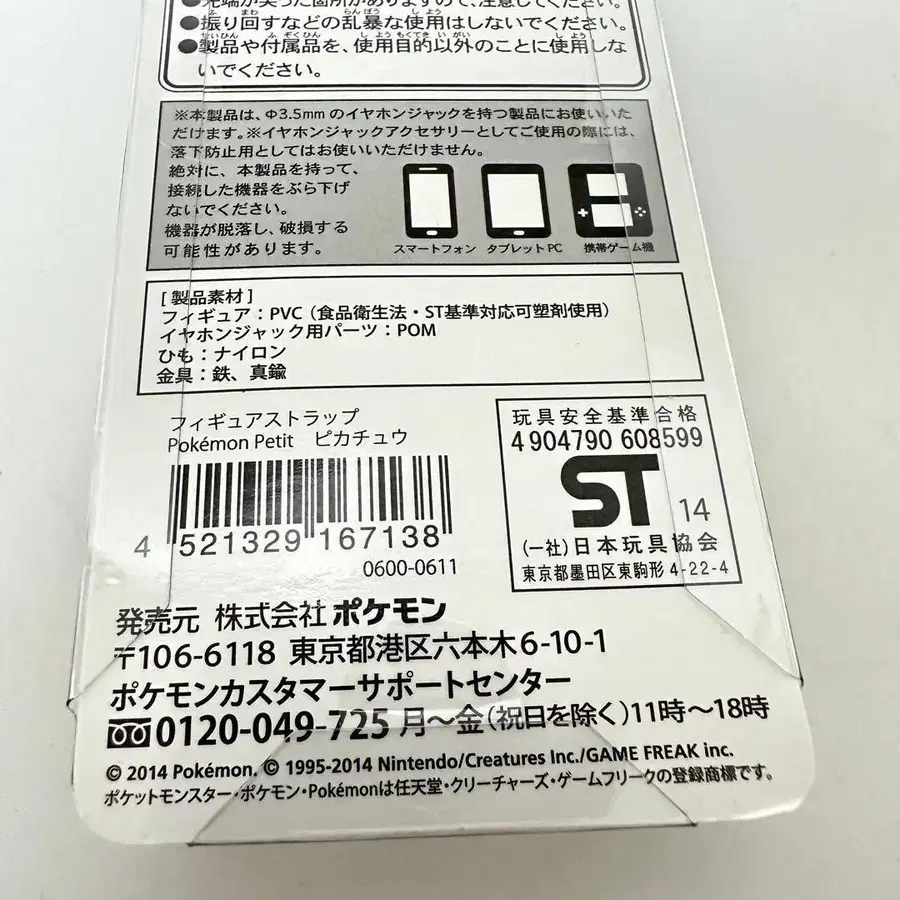 ●先端が尖った箇所がありますので、注意してください。
●振り回すなどの乱暴な使用はしないでください。
●製品や付属品を、使用目的以外のことに使用しな
いでください。
※本製品は、Φ3.5mmのイヤホンジャックを持つ製品にお使いいた
だけます。※イヤホンジャックアクセサリーとしてご使用の際には、
落下防止用としてはお使いいただけません。
絶対に、本製品を持って、
接続した機器をぶら下げ
ないでください。
機器が脱落し、破損する
可能性があります。
スマートフォン タブレットPC 携帯ゲーム機
[製品素材]
フィギュア:PVC(食品衛生法・ST基準対応可塑剤使用)
イヤホンジャック用パーツ:POM
ひも:ナイロン
金具:鉄、真鍮
フィギュアストラップ
Pokémon Petit ピカチュウ
4 521329 167138
0600-0611
玩具安全基準合格
4904790 608599
ST 14
(一社)日本玩具協会
東京都墨田区東駒形 4-22-4
発売元 株式会社 ポケモン
〒106-6118 東京都港区六本木6-10-1
ポケモンカスタマーサポートセンター
0120-049-725 月~金(祝日を除く)11時~18時
© 2014 Pokémon. © 1995-2014 Nintendo/Creatures Inc./GAME FREAK inc.
ポケットモンスター・ポケモン・Pokémonは任天堂・クリーチャーズ・ゲームフリークの登録商標です。